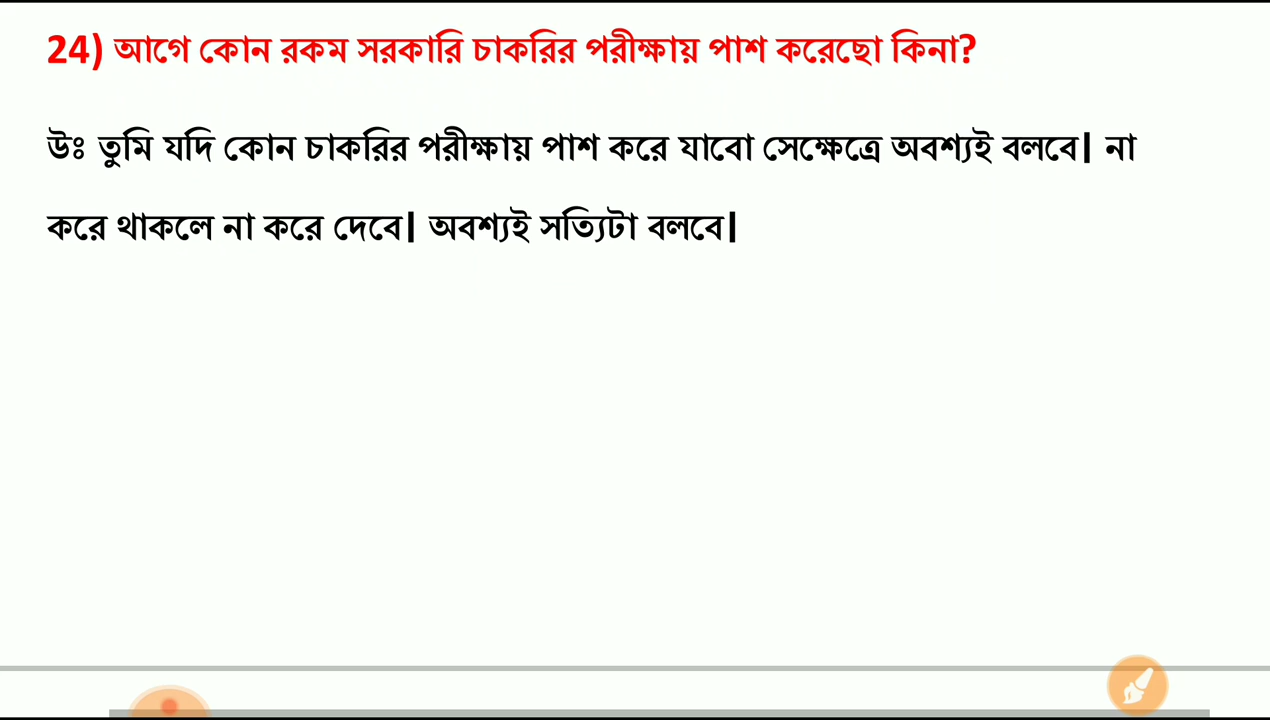 24) আগে কোন রকম সরকারি চাকরির পরীক্ষায় পাশ করেছো কিনা?
উঃ তুমি যদি কোন চাকরির পরীক্ষায় পাশ করে যাবো সেক্ষেত্রে অবশ্যই বলবে। না
করে থাকলে না করে দেবে। অবশ্যই সত্যিটা বলবে।